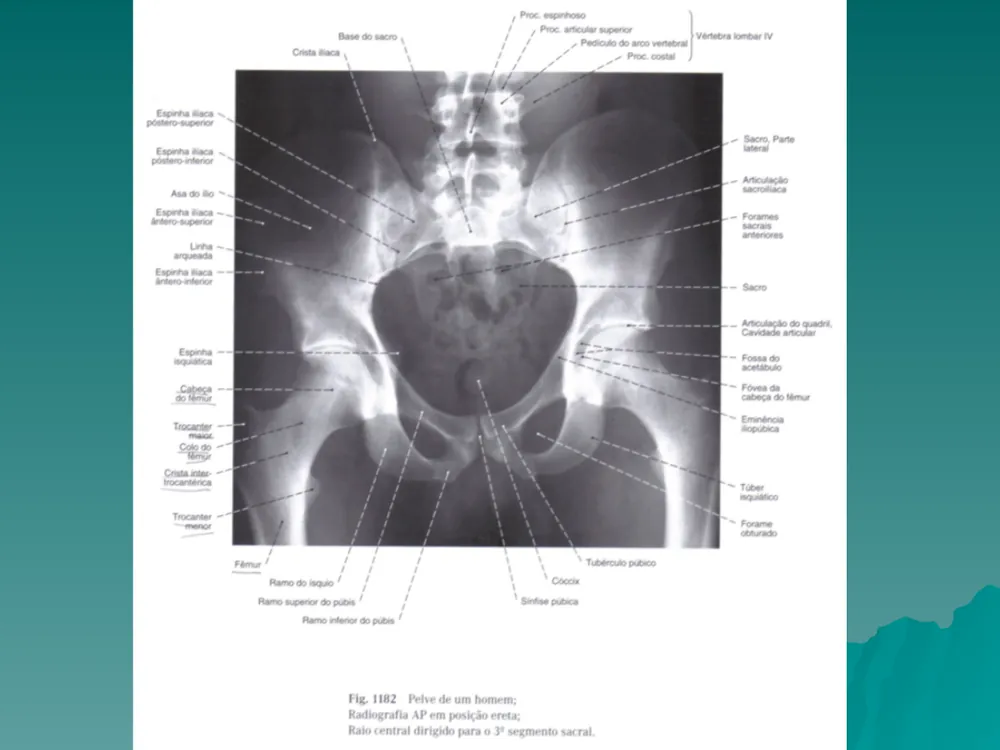 Proc. espinhoso
Proc. articular superior
Pedículo do arco vertebral
Proc. costal
Vértebra lombar IV
Base do sacro
Crista ilíaca
Espinha ilíaca
póstero-superior
Espinha ilíaca
póstero-inferior
Asa do ílio
Espinha ilíaca
ântero-superior
Linha
arqueada
Espinha ilíaca
ântero-inferior
Espinha
isquiática
Cabeça
do fêmur
Trocanter
maior
Colo do
fêmur
Crista inter-
trocantérica
Trocanter
menor
Fêmur
Ramo do ísquio
Ramo superior do púbis
Ramo inferior do púbis
Sacro, Parte
lateral
Articulação
sacroilíaca
Forames
sacrais
anteriores
Sacro
Articulação do quadril,
Cavidade articular
Fossa do
acetábulo
Fóvea da
cabeça do fêmur
Eminência
iliopúbica
Túber
isquiático
Forame
obturado
Tubérculo púbico
Cóccix
Sínfise púbica
Fig. 1182 Pelve de um homem;
Radiografia AP em posição ereta;
Raio central dirigido para o 3º segmento sacral.